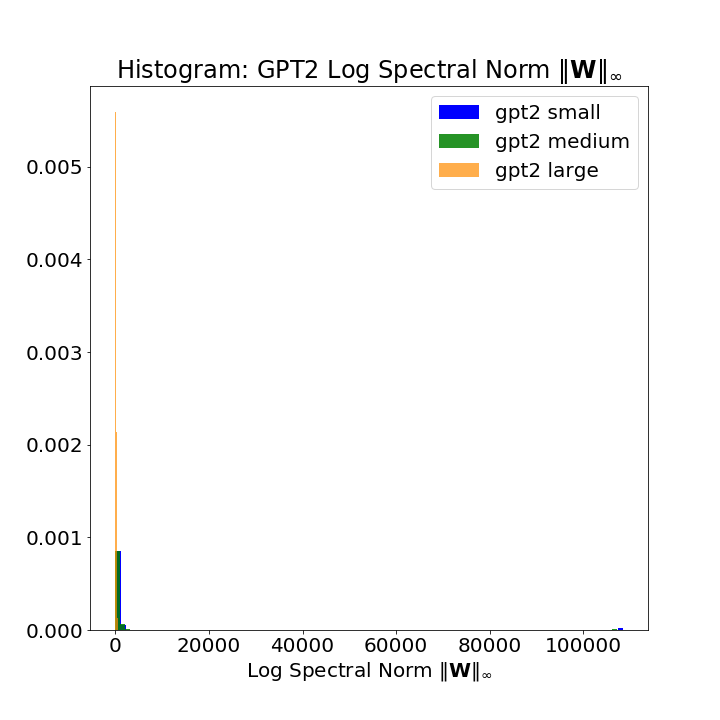 Histogram: GPT2 Log Spectral Norm ‖W‖∞
gpt2 small
gpt2 medium
gpt2 large
0.005
0.004
0.003
0.002
0.001
0.000
0 20000 40000 60000 80000 100000
Log Spectral Norm ‖W‖∞